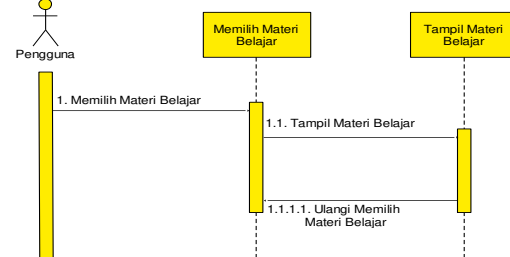 Memilih Materi
Belajar
Tampil Materi
Belajar
Pengguna
1. Memilih Materi Belajar
1.1. Tampil Materi Belajar
1.1.1.1. Ulangi Memilih
Materi Belajar